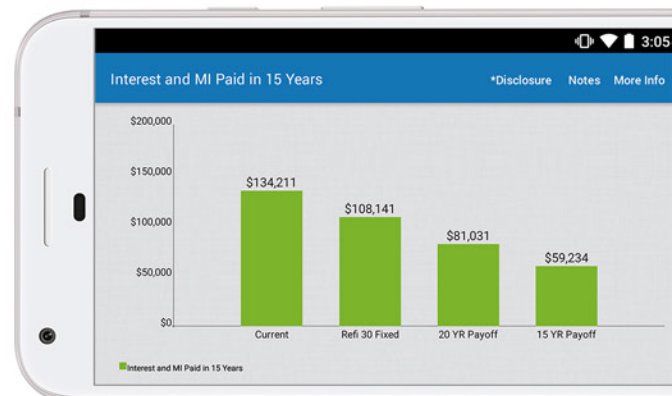 3:05
Interest and MI Paid in 15 Years
*Disclosure Notes More Info
$200,000
$150,000
$134,211
$108,141
$100,000
$81,031
$59,234
$50,000
$0
Current Refi 30 Fixed 20 YR Payoff 15 YR Payoff
Interest and MI Paid in 15 Years